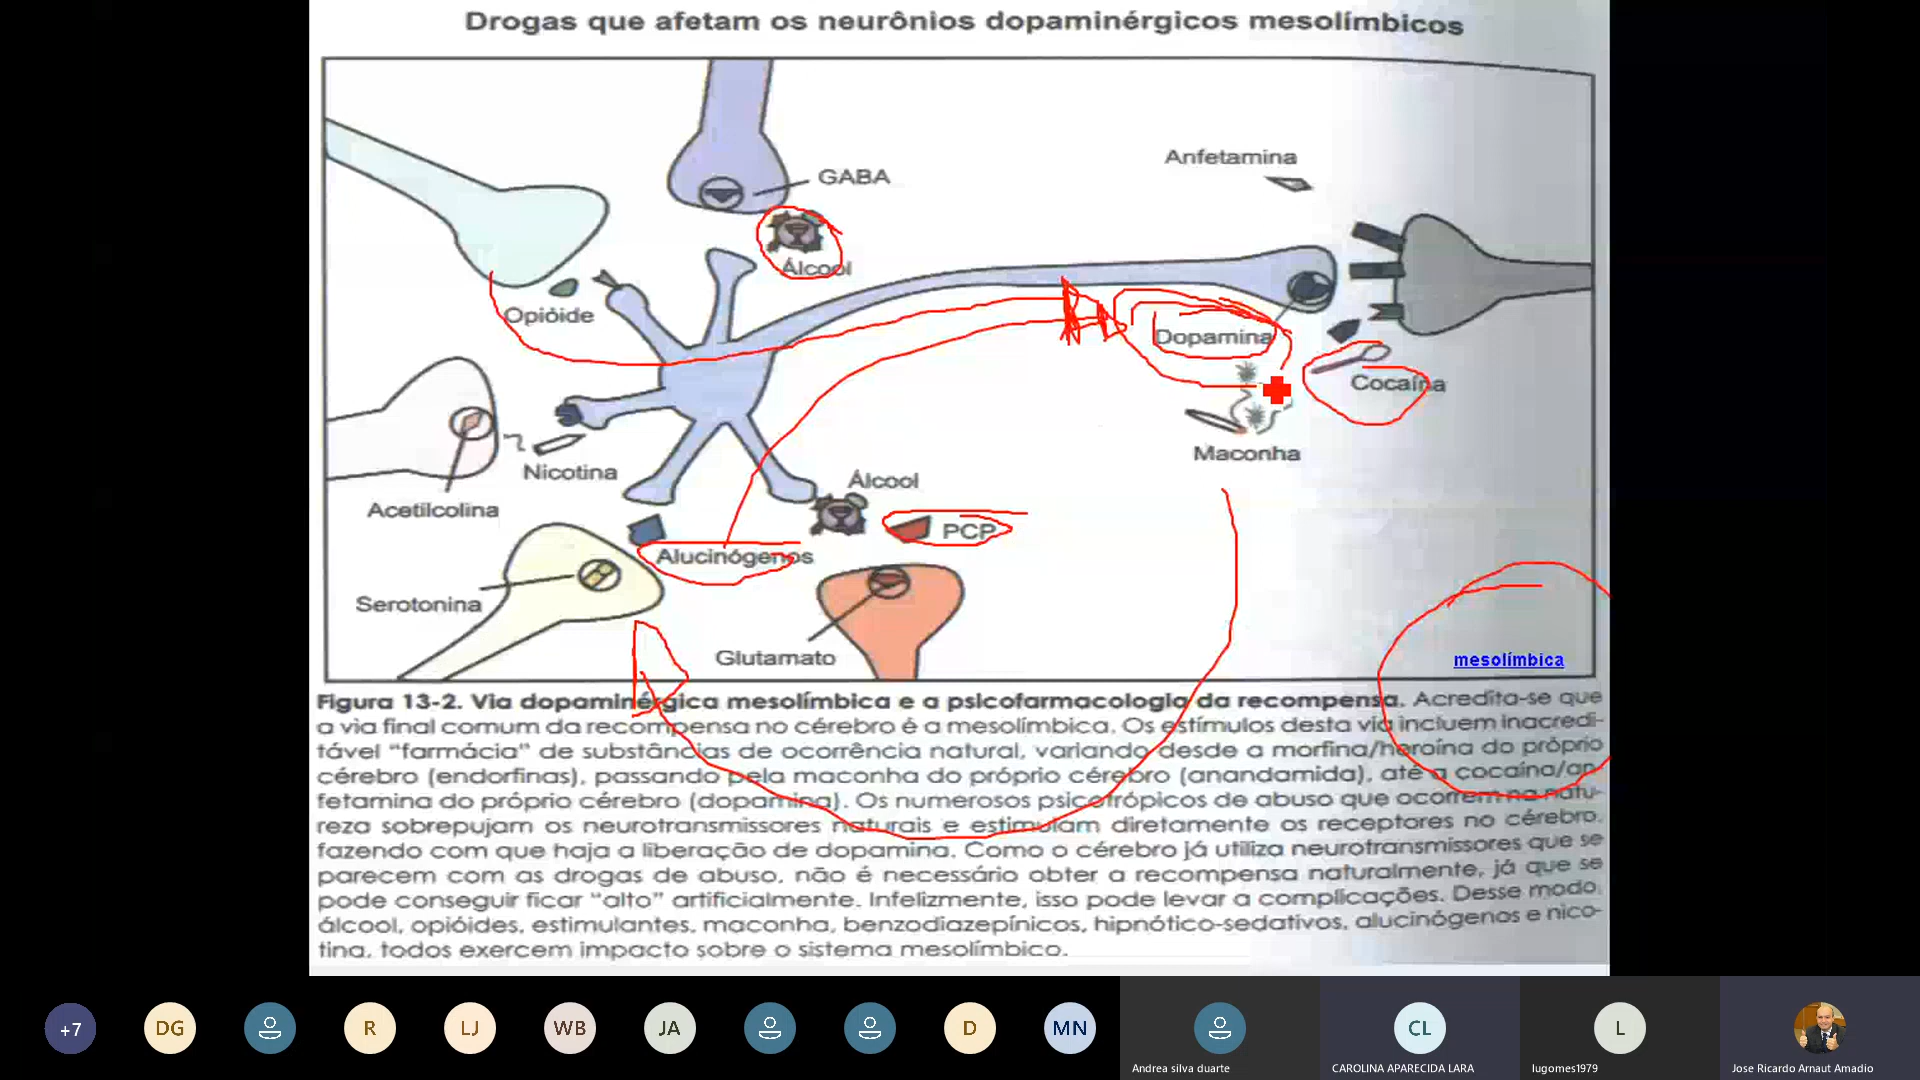 Drogas que afetam os neurônios dopaminérgicos mesolímbicos
GABA
Anfetamina
Álcool
Opióide
Dopamina
Cocaína
Maconha
Nicotina
Álcool
Acetilcolina
PCP
Alucinógenos
Serotonina
Glutamato
mesolímbica
Figura 13-2. Via dopaminérgica mesolímbica e a psicofarmacologia da recompensa. Acredita-se que
a via final comum da recompensa no cérebro é a mesolímbica. Os estímulos desta via incluem inacredi-
tável “farmácia” de substâncias de ocorrência natural, variando desde a morfina/heroína do próprio
cérebro (endorfinas), passando pela maconha do próprio cérebro (anandamida), até a cocaína/an-
fetamina do próprio cérebro (dopamina). Os numerosos psicotrópicos de abuso que ocorrem na natu-
reza sobrepujam os neurotransmissores naturais e estimulam diretamente os receptores no cérebro,
fazendo com que haja a liberação de dopamina. Como o cérebro já utiliza neurotransmissores que se
parecem com as drogas de abuso, não é necessário obter a recompensa naturalmente, já que se
pode conseguir ficar “alto” artificialmente. Infelizmente, isso pode levar a complicações. Desse modo,
álcool, opióides, estimulantes, maconha, benzodiazepínicos, hipnótico-sedativos, alucinógenos e nico-
tina, todos exercem impacto sobre o sistema mesolímbico.
+7
DG
R
LJ
WB
JA
D
MN
CL
L
Andrea silva duarte
CAROLINA APARECIDA LARA
lugomes1979
Jose Ricardo Arnaut Amadio